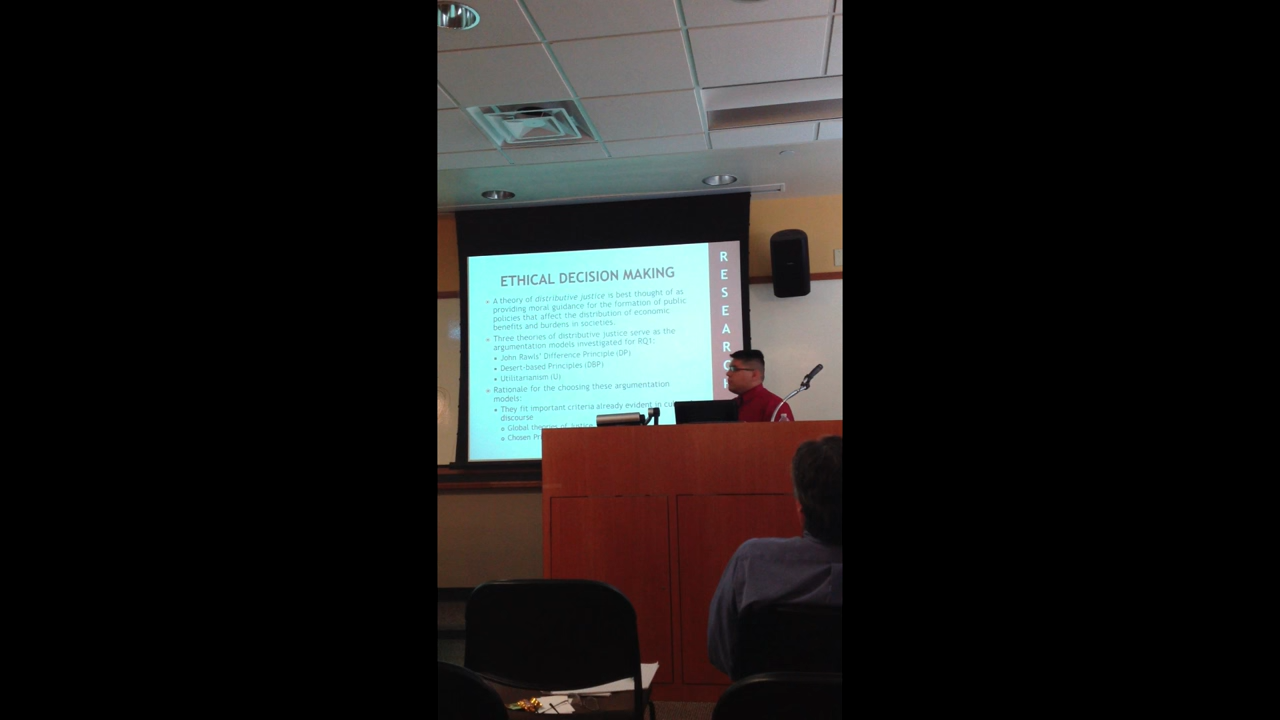 ETHICAL DECISION MAKING
A theory of distributive justice is best thought of as
providing moral guidance for the formation of public
policies that affect the distribution of economic
benefits and burdens in societies.
Three theories of distributive justice serve as the
argumentation models investigated for RQ1:
John Rawls' Difference Principle (DP)
Desert-based Principles (DBP)
Utilitarianism (U)
Rationale for the choosing these argumentation
models:
They fit important criteria already evident in
discourse
Global theories of justice
Chosen
RESEARCH